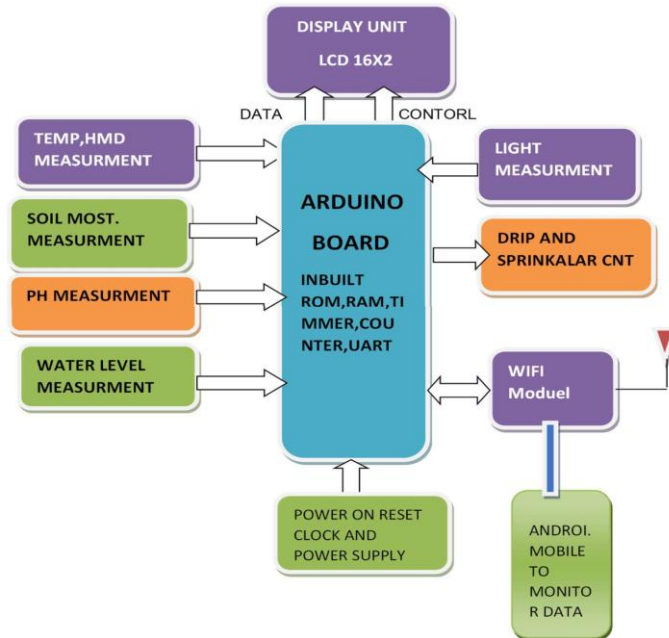 DISPLAY UNIT
LCD 16X2
DATA
CONTORL
TEMP,HMD
MEASURMENT
LIGHT
MEASURMENT
SOIL MOST.
MEASURMENT
ARDUINO
BOARD
INBUILT
ROM,RAM,TI
MMER,COU
NTER,UART
DRIP AND
SPRINKALAR CNT
PH MEASURMENT
WATER LEVEL
MEASURMENT
WIFI
Moduel
POWER ON RESET
CLOCK AND
POWER SUPPLY
ANDROI.
MOBILE
TO
MONITO
R DATA